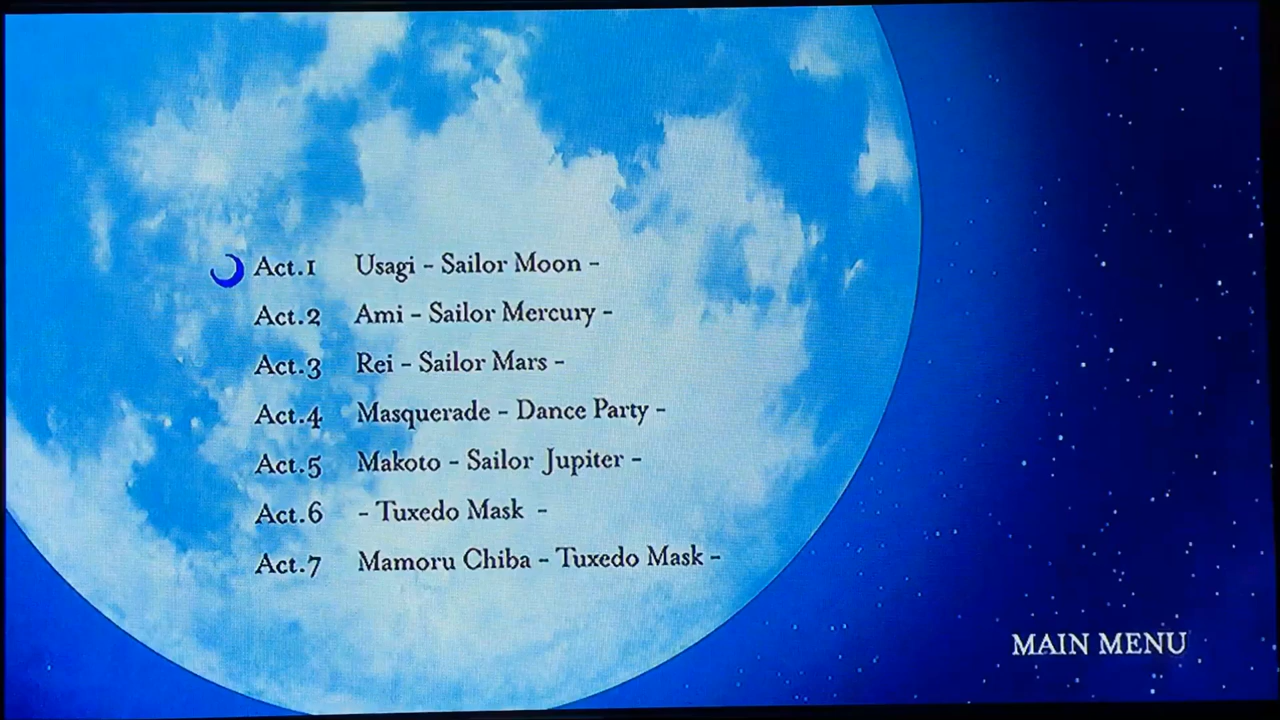 Act.1 Usagi - Sailor Moon -
Act.2 Ami - Sailor Mercury -
Act.3 Rei - Sailor Mars -
Act.4 Masquerade - Dance Party -
Act.5 Makoto - Sailor Jupiter -
Act.6 - Tuxedo Mask -
Act.7 Mamoru Chiba - Tuxedo Mask -
MAIN MENU